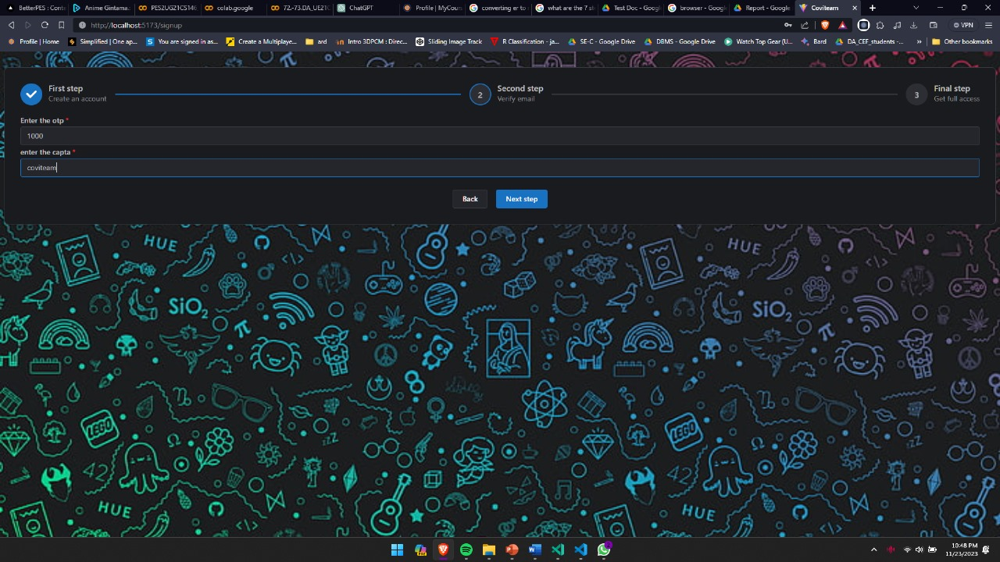 BetterPES : Conte
Anime Gintama:
PES2UG21CS146
colab.google
72.-73.DA_UE21C
ChatGPT
Profile | MyCours
converting er to r
what are the 7 st
Test Doc - Googl
browser - Google
Report - Google
Coviteam
http://localhost:5173/signup
VPN
Profile | Home
Simplified | One ap...
You are signed in as...
Create a Multiplaye...
ard
Intro 3DPCM : Direc...
Sliding Image Track
R Classification - ja...
SE-C - Google Drive
DBMS - Google Drive
Watch Top Gear (U...
Bard
DA_CEF_students -...
Other bookmarks
First step
Create an account
2
Second step
Verify email
3
Final step
Get full access
Enter the otp *
1000
enter the capta *
coviteam
Back
Next step
HUE
HUE
SiO2
SiO2
π
π
LEGO
LEGO
zZZ
zZZ
42
42
HUE
HUE
10:48 PM
11/23/2023